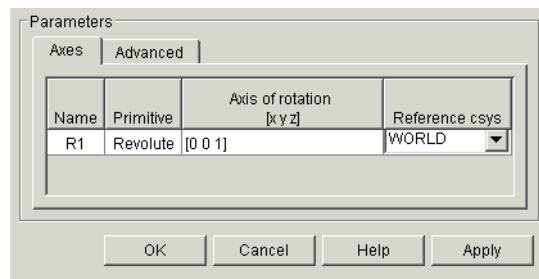 Parameters
Axes
Advanced
Name
Primitive
Axis of rotation
[x y z]
Reference csys
R1
Revolute
[0 0 1]
WORLD
OK
Cancel
Help
Apply